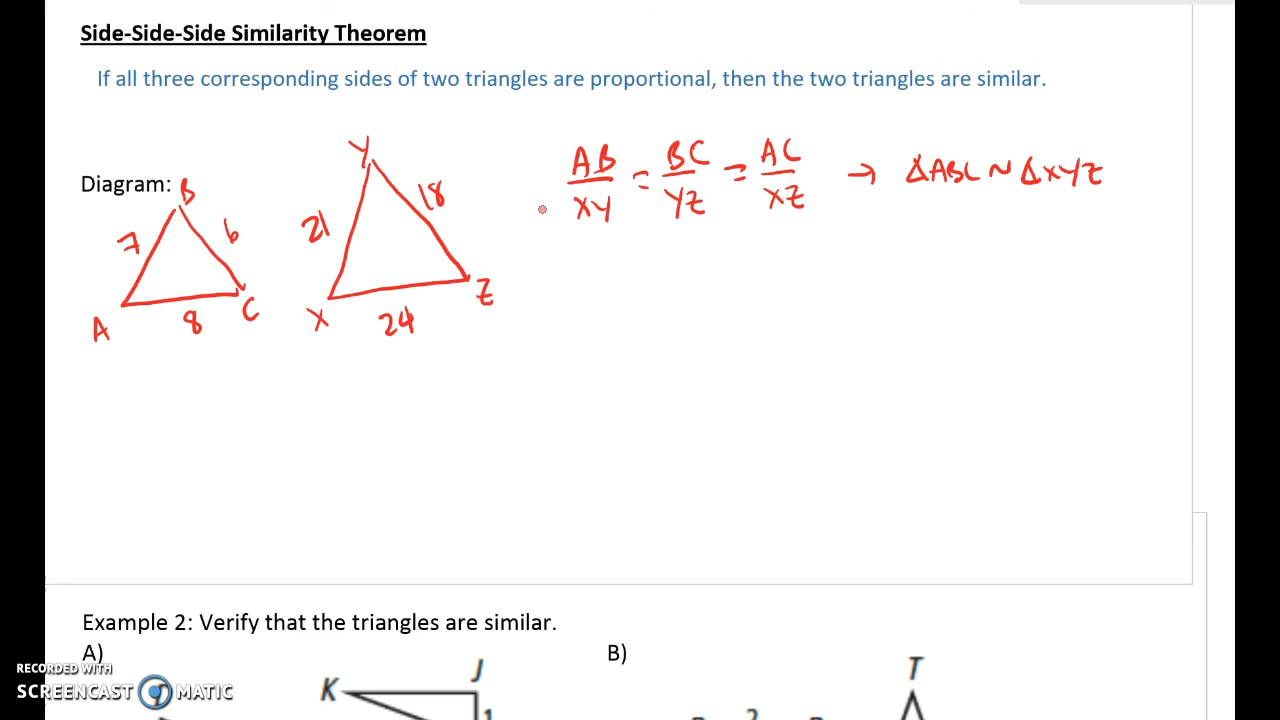 Side-Side-Side Similarity Theorem
If all three corresponding sides of two triangles are proportional, then the two triangles are similar.
Diagram:
B
7
6
A
8
C
Y
21
18
X
24
Z
AB/XY = BC/YZ = AC/XZ → ΔABC ~ ΔXYZ
Example 2: Verify that the triangles are similar.
A)
B)
K
J
1
T
2
RECORDED WITH
SCREENCAST MATIC